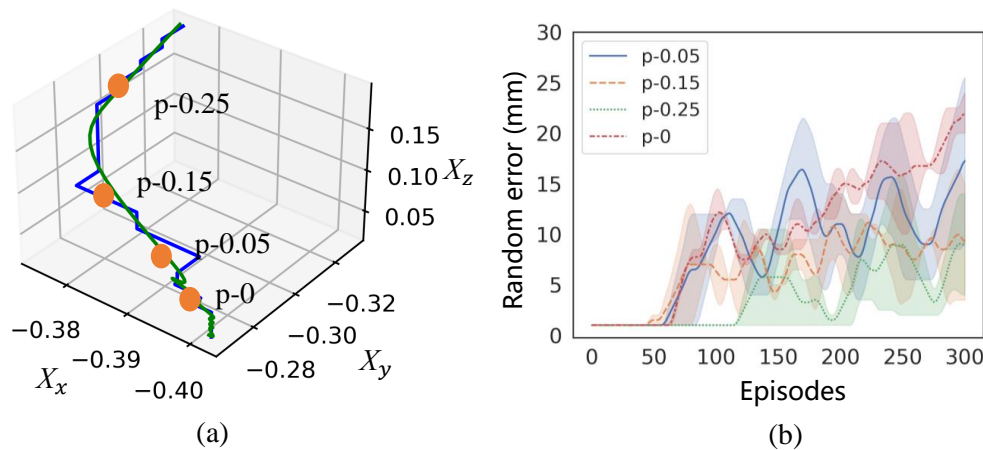 p-0.25
p-0.15
p-0.05
p-0
0.15
0.10
0.05
X_z
−0.38
−0.39
−0.40
X_x
−0.32
−0.30
−0.28
X_y
(a)
30
25
20
15
10
5
0
Random error (mm)
p-0.05
p-0.15
p-0.25
p-0
0 50 100 150 200 250 300
Episodes
(b)